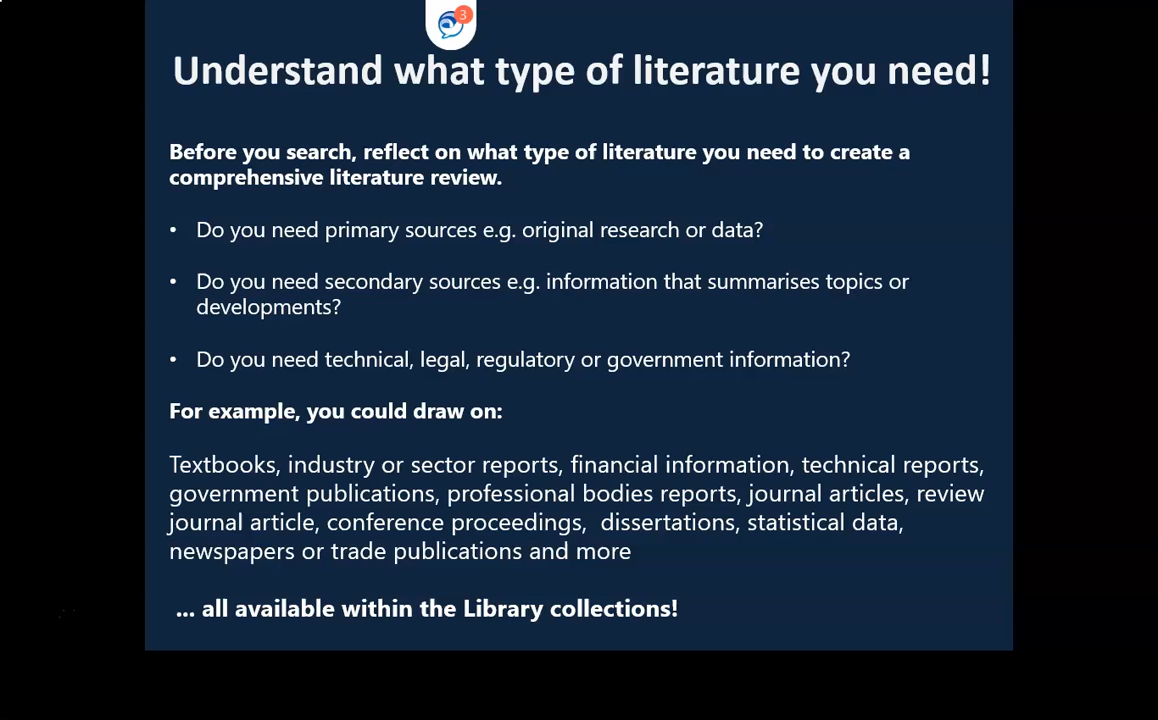 3
Understand what type of literature you need!
Before you search, reflect on what type of literature you need to create a
comprehensive literature review.
• Do you need primary sources e.g. original research or data?
• Do you need secondary sources e.g. information that summarises topics or
developments?
• Do you need technical, legal, regulatory or government information?
For example, you could draw on:
Textbooks, industry or sector reports, financial information, technical reports,
government publications, professional bodies reports, journal articles, review
journal article, conference proceedings,  dissertations, statistical data,
newspapers or trade publications and more
... all available within the Library collections!